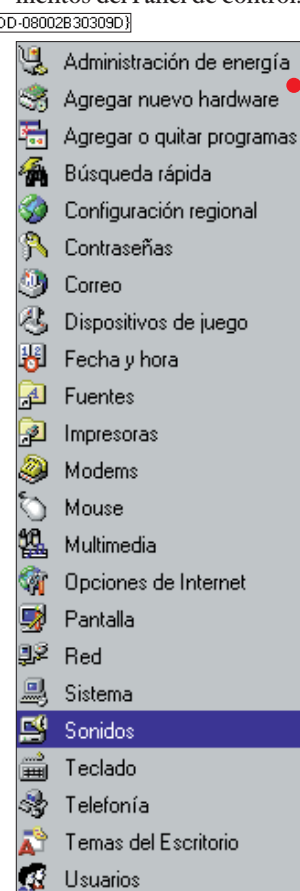 mentos del Panel de control.
DD-08002B30309D}
Administración de energía
Agregar nuevo hardware
Agregar o quitar programas
Búsqueda rápida
Configuración regional
Contraseñas
Correo
Dispositivos de juego
Fecha y hora
Fuentes
Impresoras
Modems
Mouse
Multimedia
Opciones de Internet
Pantalla
Red
Sistema
Sonidos
Teclado
Telefonía
Temas del Escritorio
Usuarios